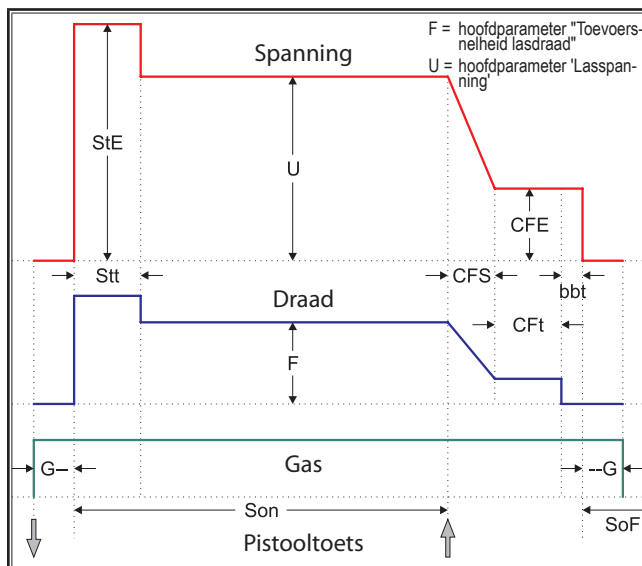 Spanning
F = hoofdparameter "Toevoers-
nelheid lasdraad"
U = hoofdparameter 'Lasspan-
ning'
StE
U
CFE
Stt
CFS
bbt
Draad
CFt
F
G–
Gas
--G
Son
SoF
Pistooltoets